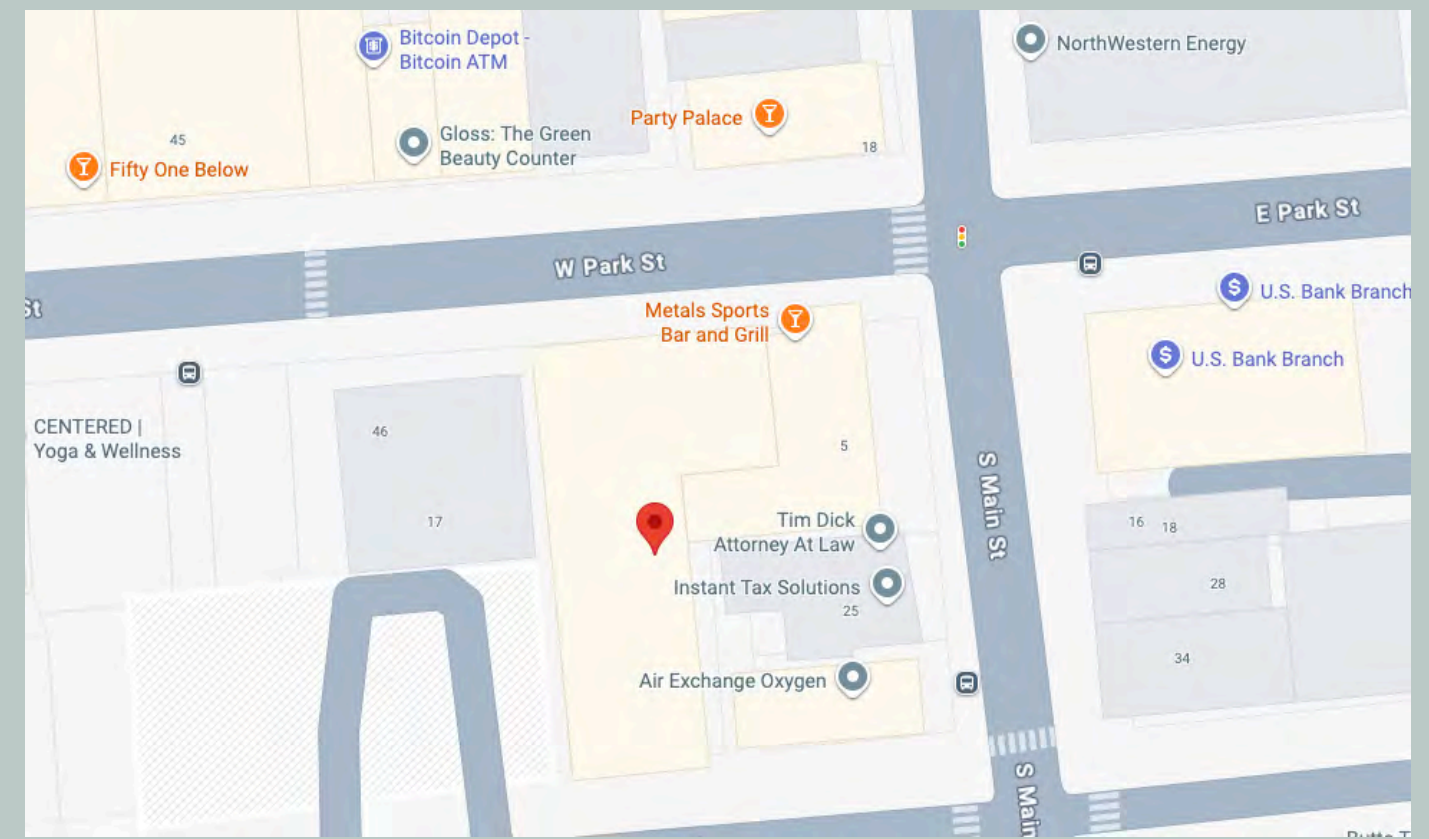 Bitcoin Depot -
Bitcoin ATM
NorthWestern Energy
Party Palace
18
45
Gloss: The Green
Beauty Counter
Fifty One Below
E Park St
W Park St
St
U.S. Bank Branch
Metals Sports
Bar and Grill
U.S. Bank Branch
CENTERED |
Yoga & Wellness
46
5
S Main St
17
Tim Dick
Attorney At Law
16
18
Instant Tax Solutions
25
28
34
Air Exchange Oxygen
S Main